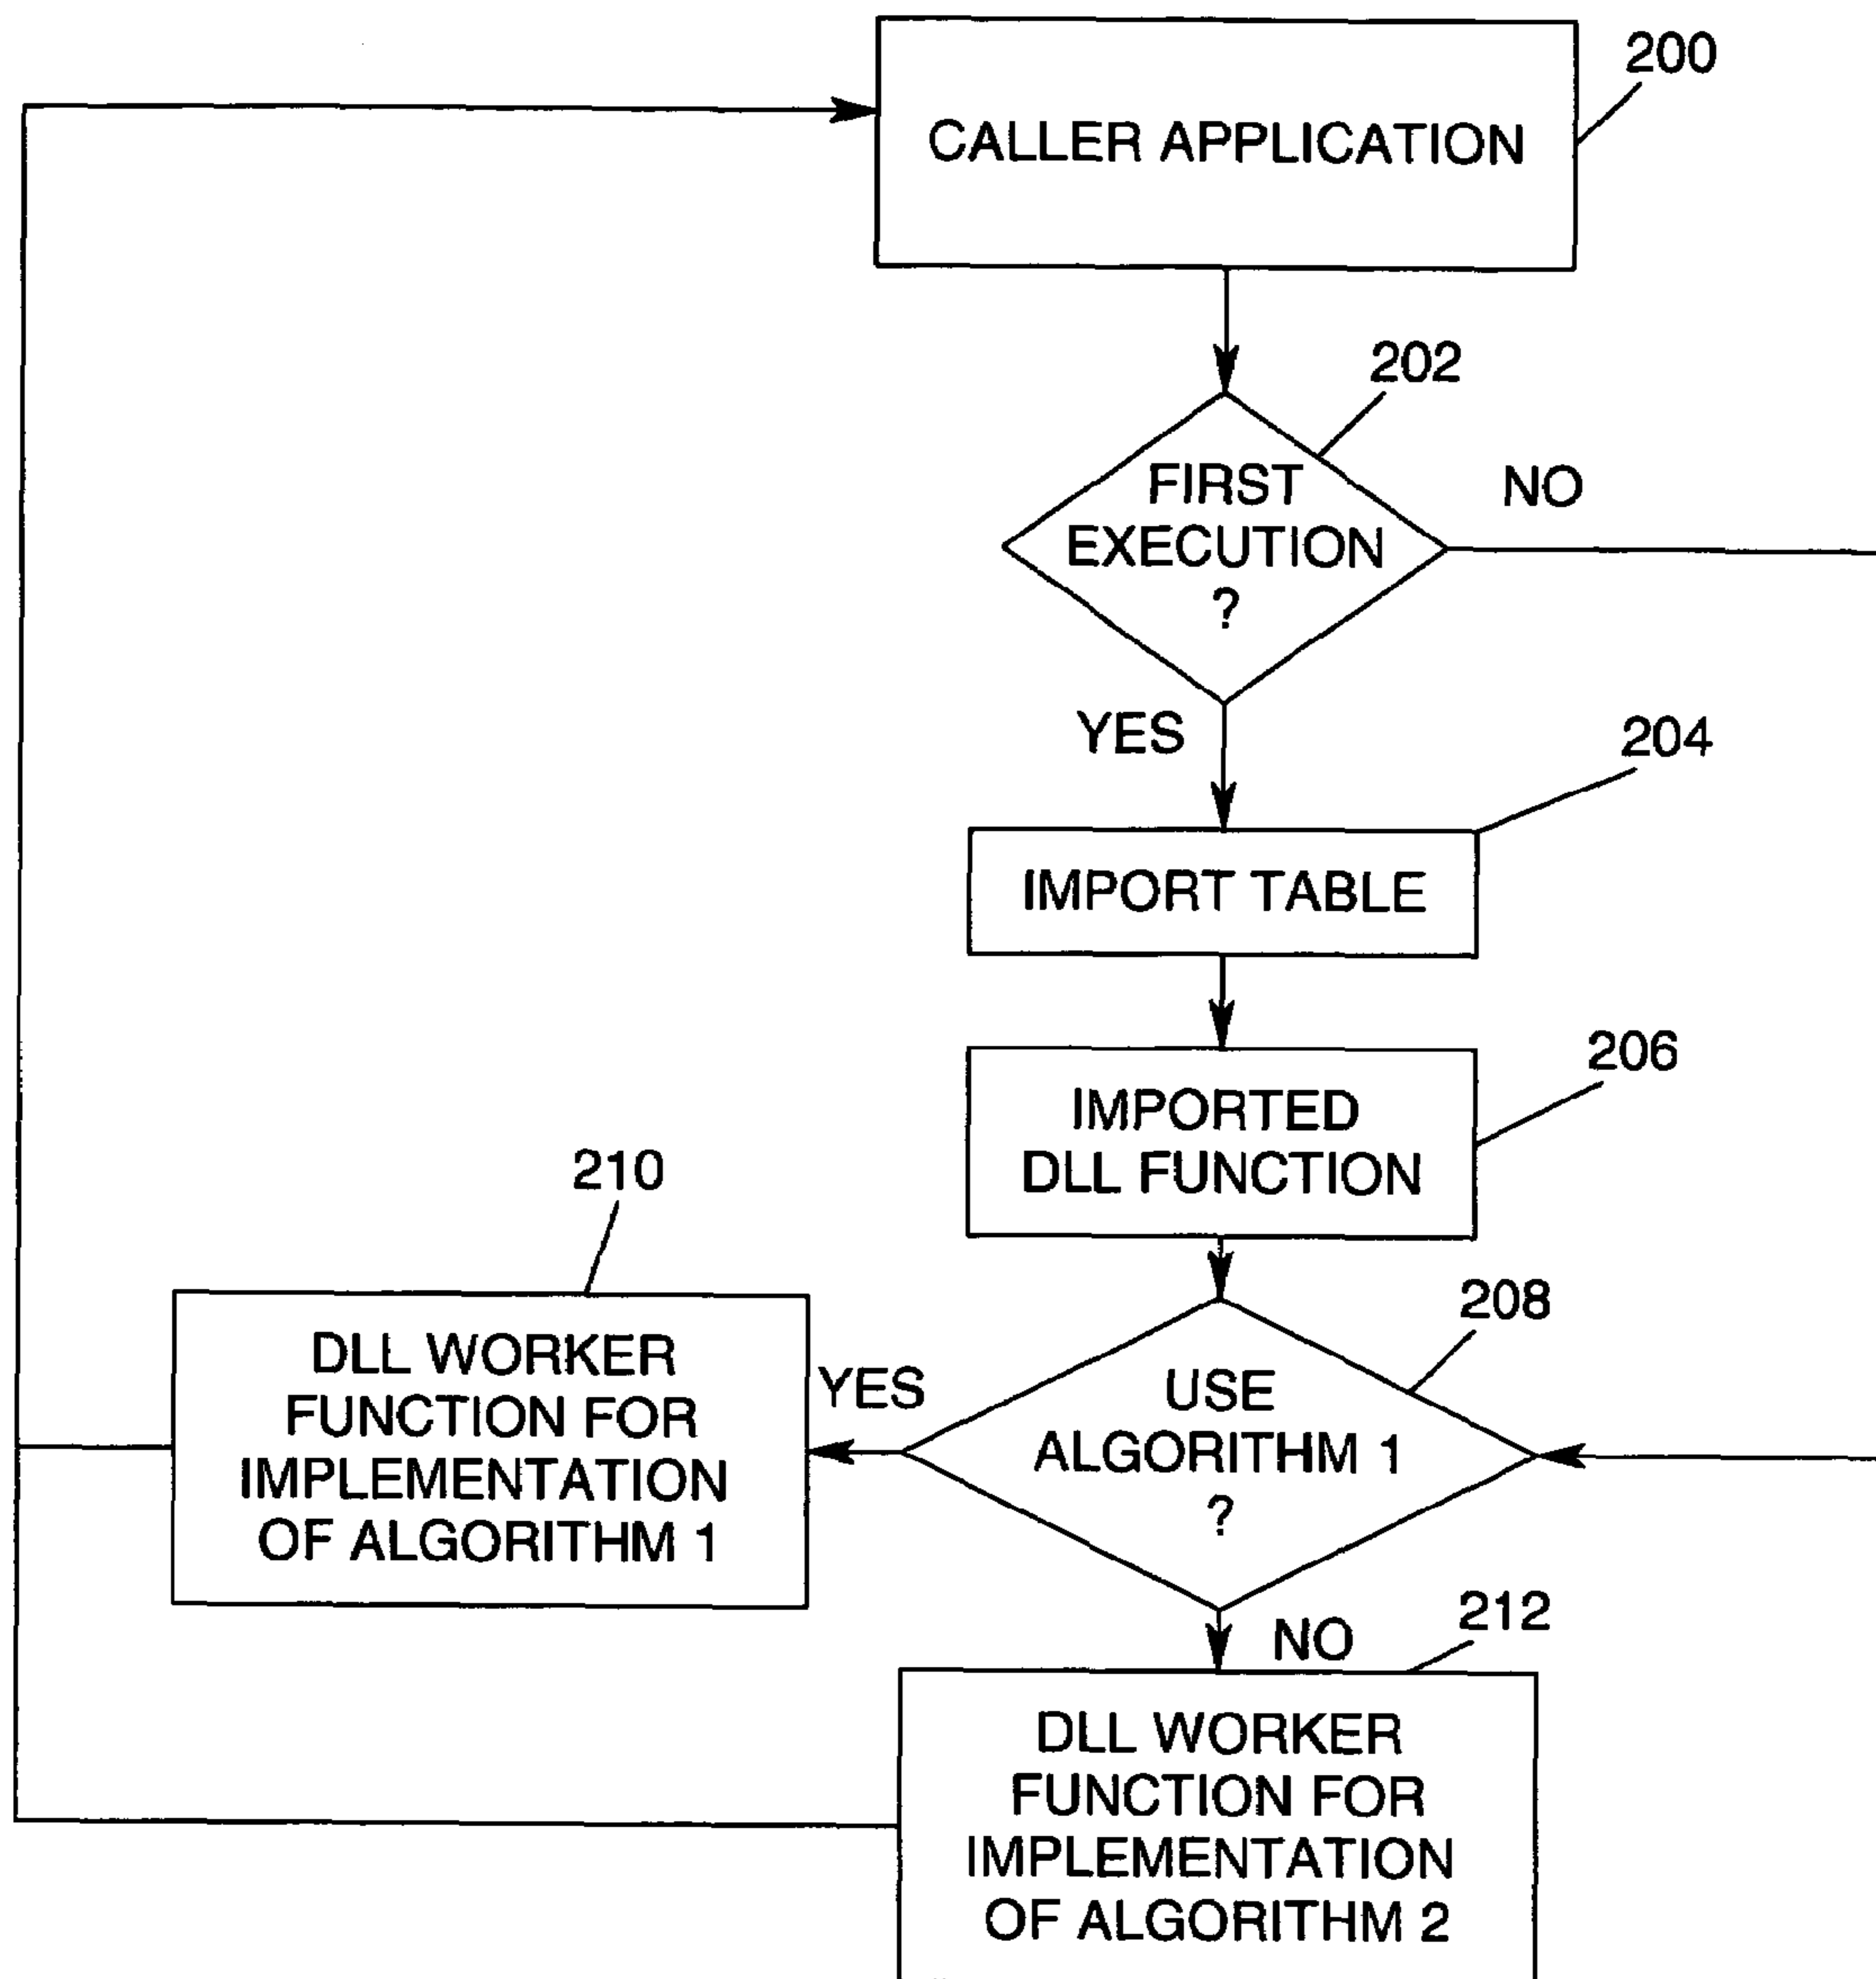 200
CALLER APPLICATION
202
FIRST
EXECUTION
?
NO
YES
204
IMPORT TABLE
206
IMPORTED
DLL FUNCTION
210
208
DLL WORKER
FUNCTION FOR
IMPLEMENTATION
OF ALGORITHM 1
YES
USE
ALGORITHM 1
?
NO
212
DLL WORKER
FUNCTION FOR
IMPLEMENTATION
OF ALGORITHM 2